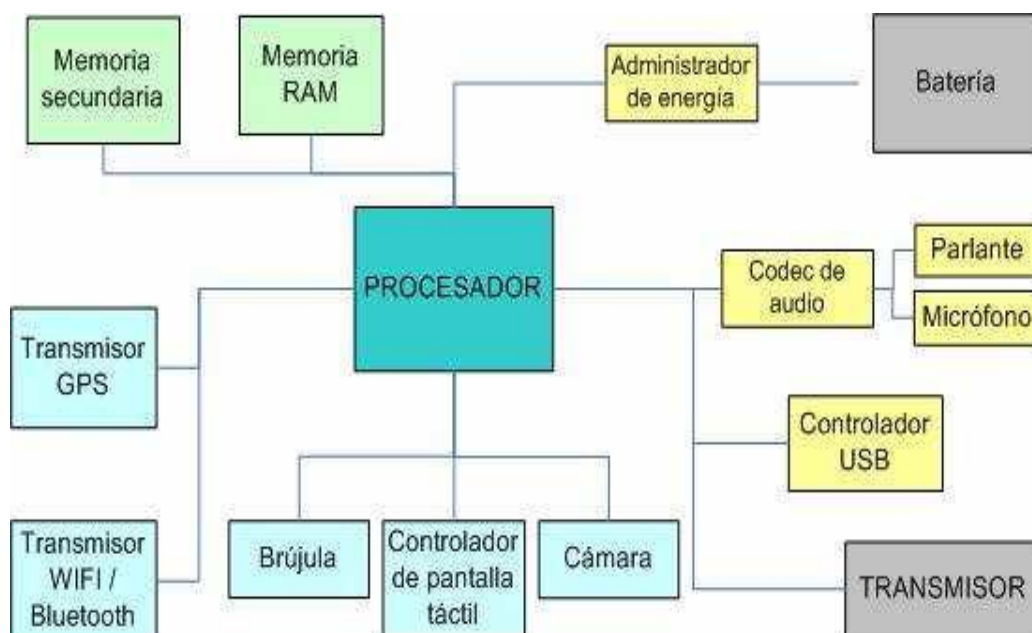 Memoria
secundaria
Memoria
RAM
Administrador
de energía
Batería
PROCESADOR
Codec de
audio
Parlante
Micrófono
Transmisor
GPS
Controlador
USB
Transmisor
WIFI /
Bluetooth
Brújula
Controlador
de pantalla
táctil
Cámara
TRANSMISOR